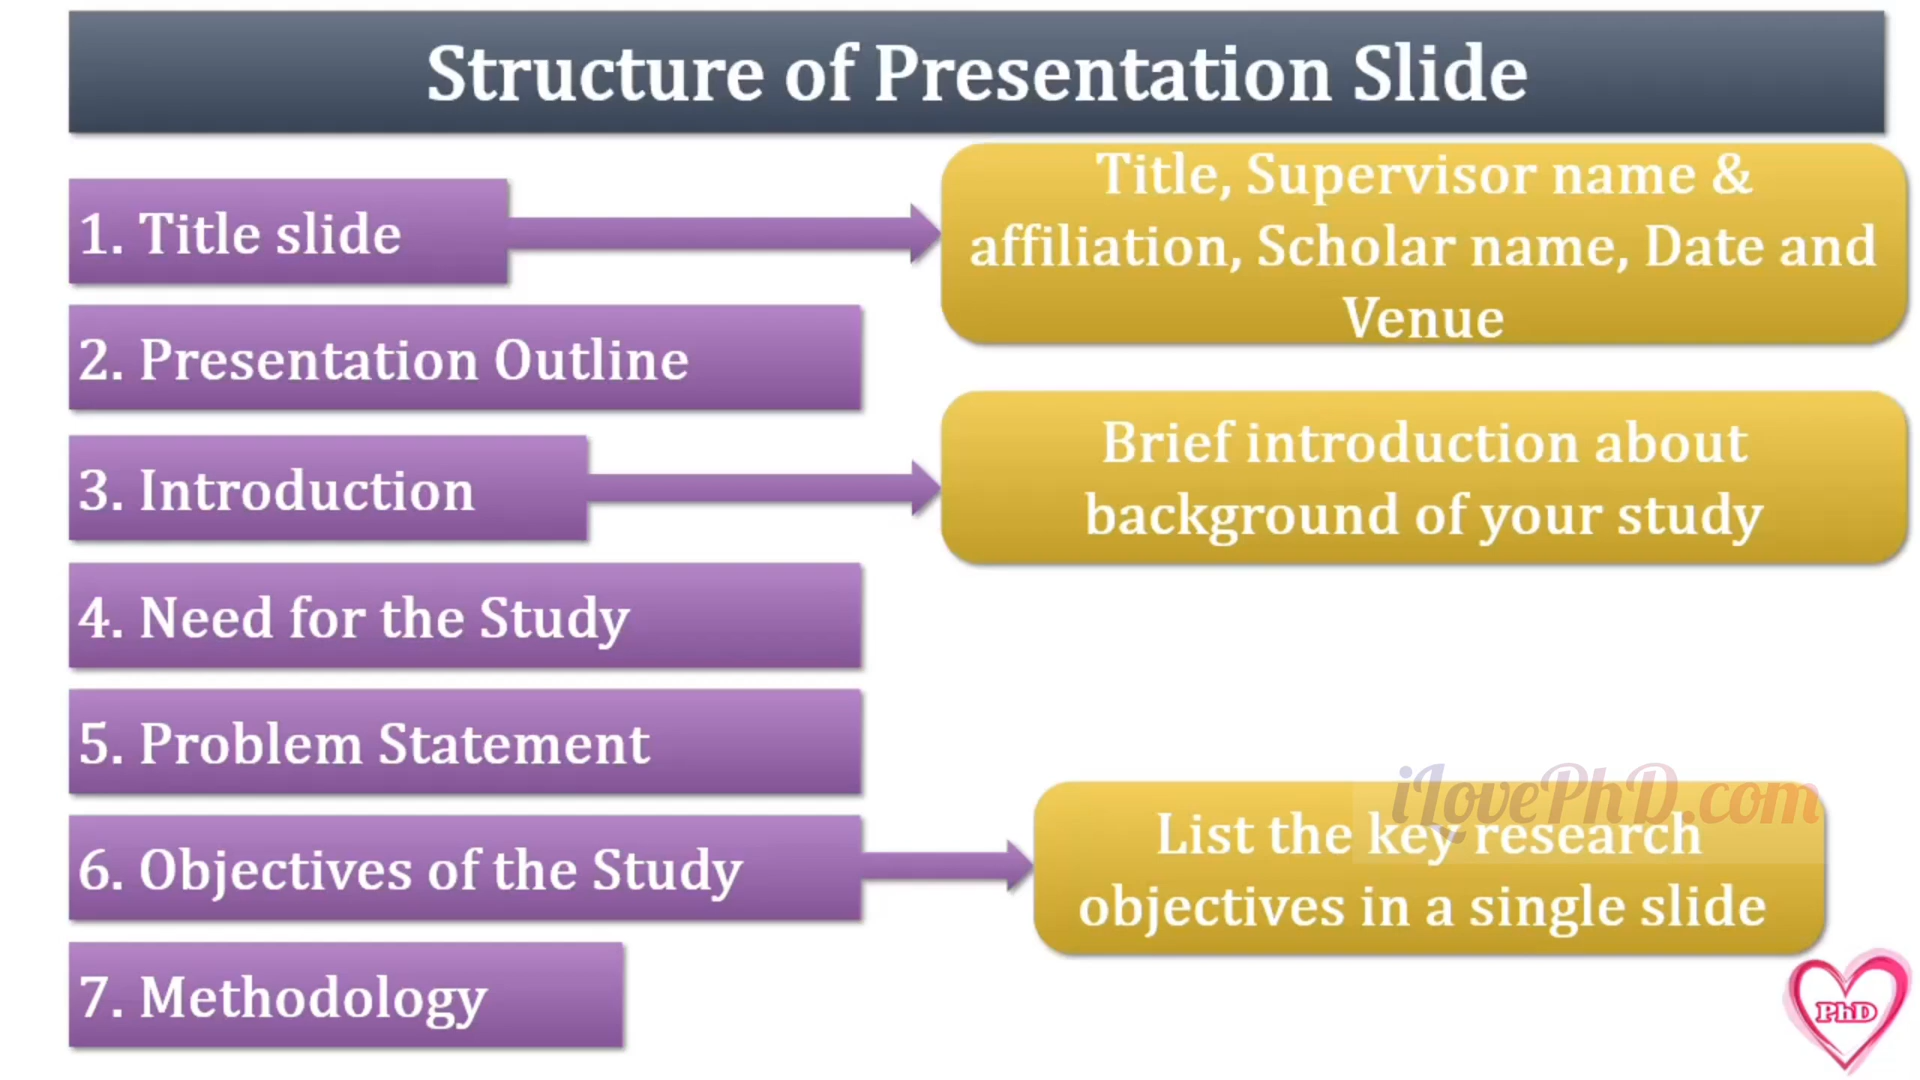 Structure of Presentation Slide
1. Title slide
Title, Supervisor name &
affiliation, Scholar name, Date and
Venue
2. Presentation Outline
3. Introduction
Brief introduction about
background of your study
4. Need for the Study
5. Problem Statement
6. Objectives of the Study
iLovePhD.com
List the key research
objectives in a single slide
7. Methodology
PhD